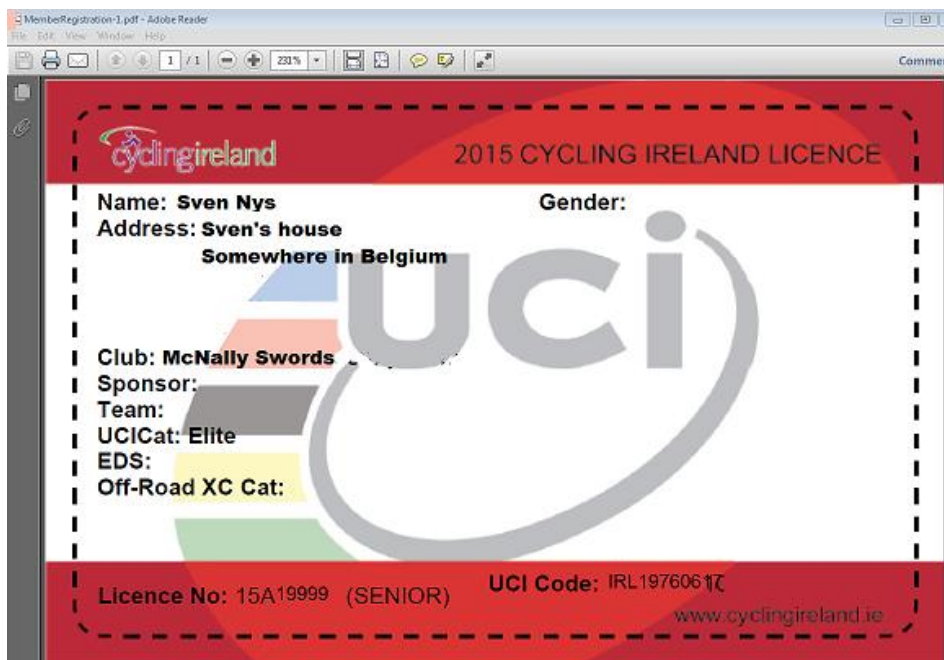 MemberRegistration-1.pdf - Adobe Reader
File Edit View Window Help
1 / 1 231%
cyclingireland
2015 CYCLING IRELAND LICENCE
Name: Sven Nys Gender:
Address: Sven's house
Somewhere in Belgium
uci
Club: McNally Swords
Sponsor:
Team:
UCICat: Elite
EDS:
Off-Road XC Cat:
Licence No: 15A19999 (SENIOR) UCI Code:
www.cyclingireland.ie